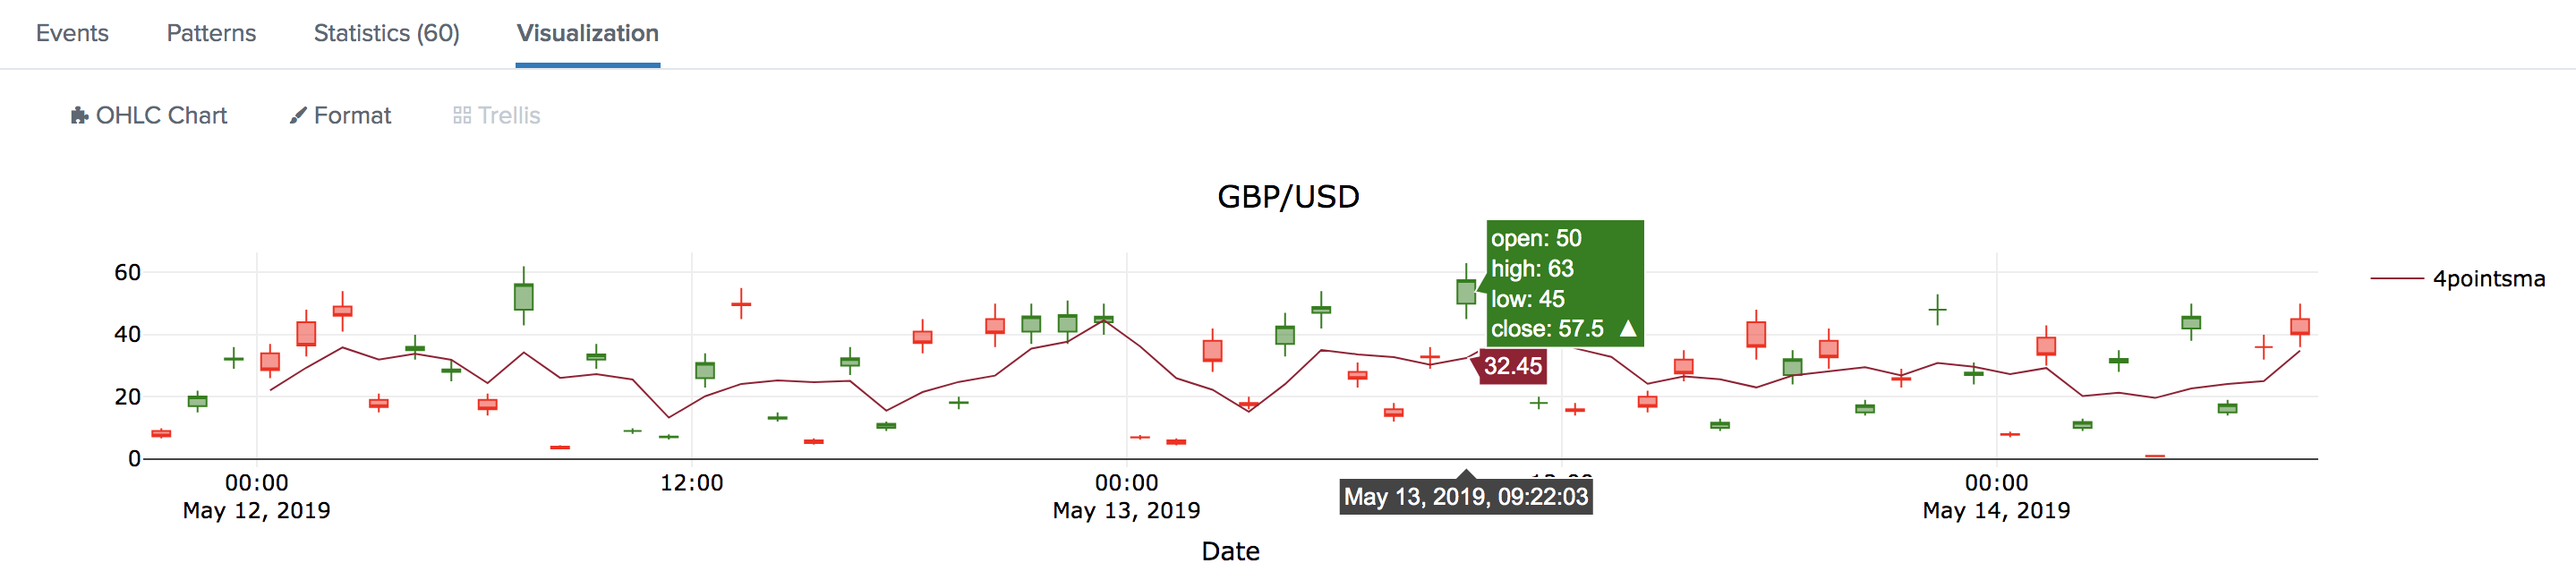 Events Patterns Statistics (60) Visualization
OHLC Chart Format Trellis
GBP/USD
open: 50
high: 63
low: 45
close: 57.5 ▲
32.45
4pointsma
60
40
20
0
00:00 12:00 00:00 00:00
May 12, 2019 May 13, 2019 May 14, 2019
May 13, 2019, 09:22:03
Date